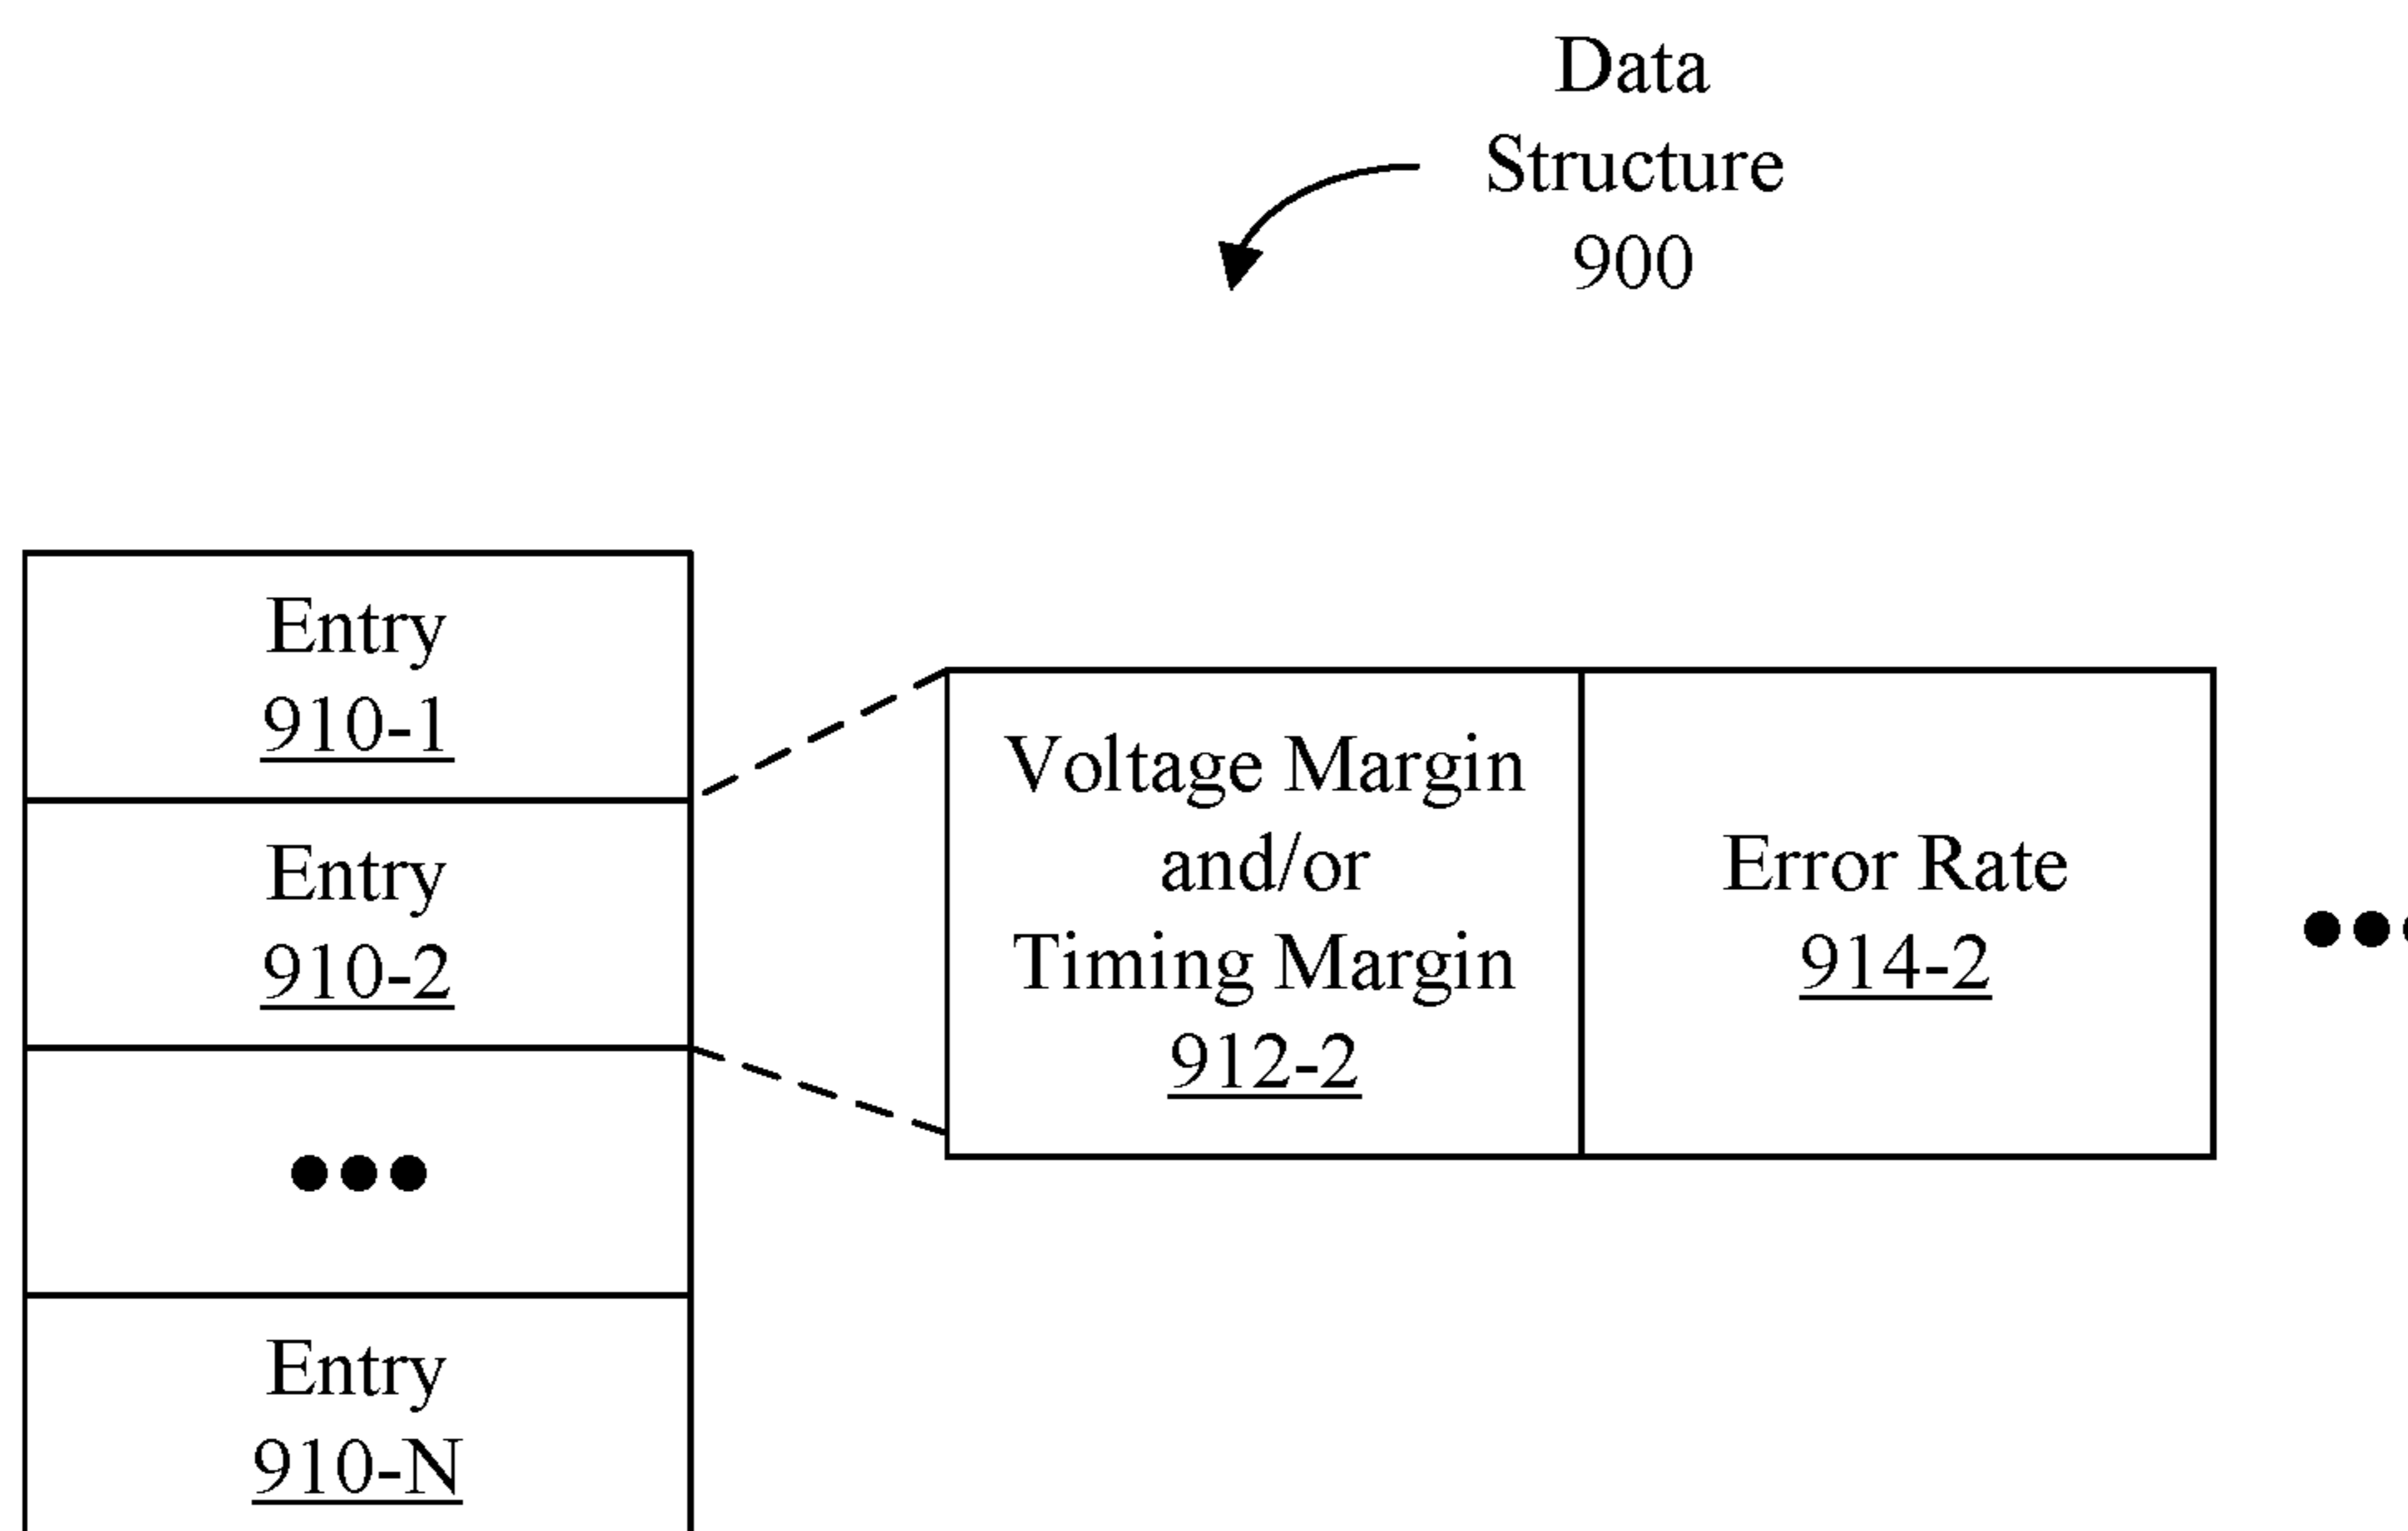 Data
Structure
900
Entry
910-1
Entry
910-2
●●●
Entry
910-N
Voltage Margin
and/or
Timing Margin
912-2
Error Rate
914-2
●●●